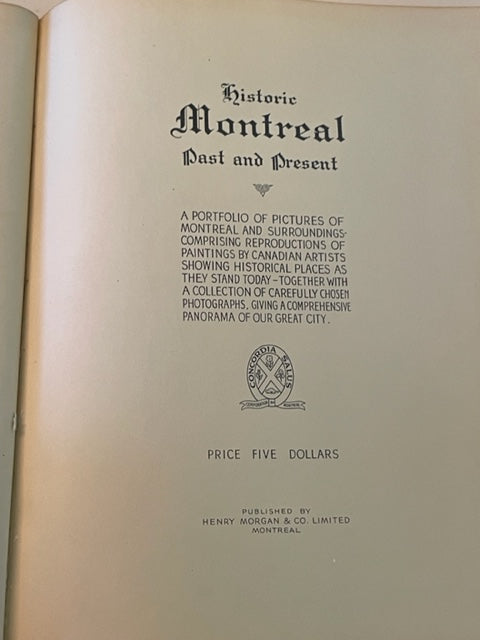 Historic
Montreal
Past and Present
A PORTFOLIO OF PICTURES OF
MONTREAL AND SURROUNDINGS-
COMPRISING REPRODUCTIONS OF
PAINTINGS BY CANADIAN ARTISTS
SHOWING HISTORICAL PLACES AS
THEY STAND TODAY - TOGETHER WITH
A COLLECTION OF CAREFULLY CHOSEN
PHOTOGRAPHS, GIVING A COMPREHENSIVE
PANORAMA OF OUR GREAT CITY.
CONCORDIA SALUS
PRICE FIVE DOLLARS
PUBLISHED BY
HENRY MORGAN & CO. LIMITED
MONTREAL